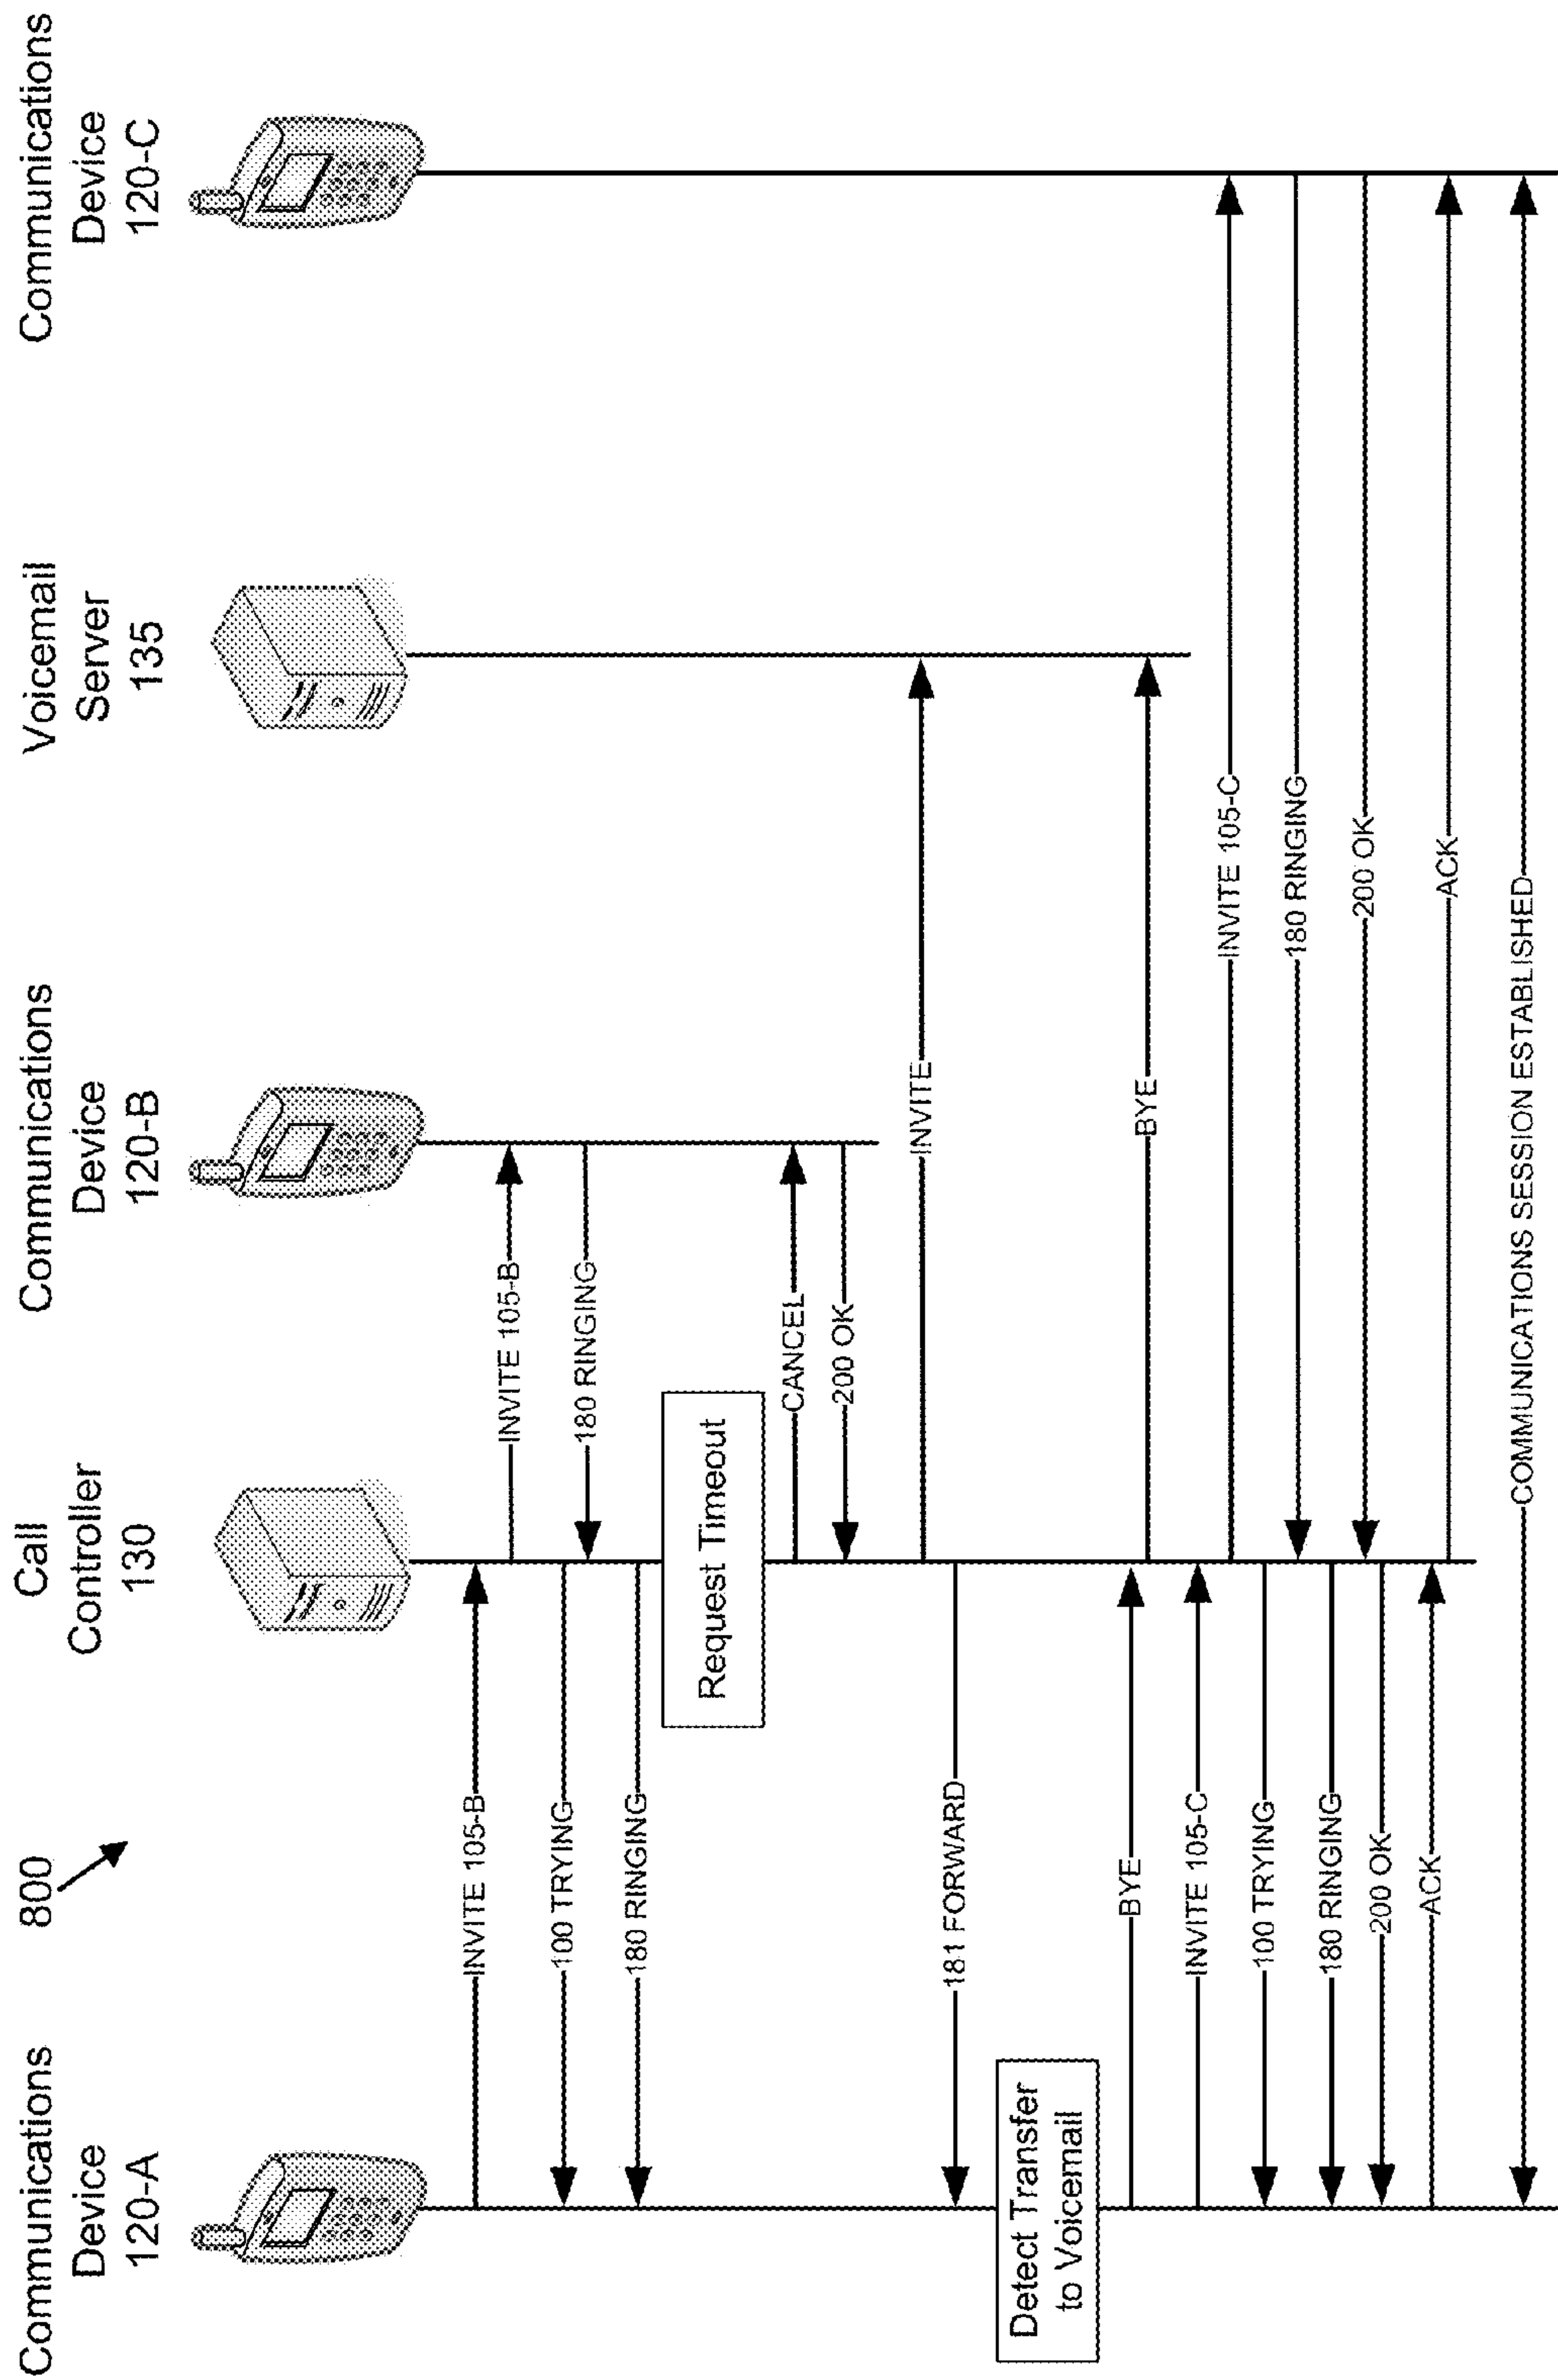 800
Communications
Device
120-A
Call
Controller
130
Communications
Device
120-B
Voicemail
Server
135
Communications
Device
120-C
INVITE 105-B
INVITE 105-B
100 TRYING
180 RINGING
180 RINGING
Request Timeout
CANCEL
200 OK
INVITE
181 FORWARD
Detect Transfer
to Voicemail
BYE
BYE
INVITE 105-C
INVITE 105-C
100 TRYING
180 RINGING
180 RINGING
200 OK
200 OK
ACK
ACK
COMMUNICATIONS SESSION ESTABLISHED